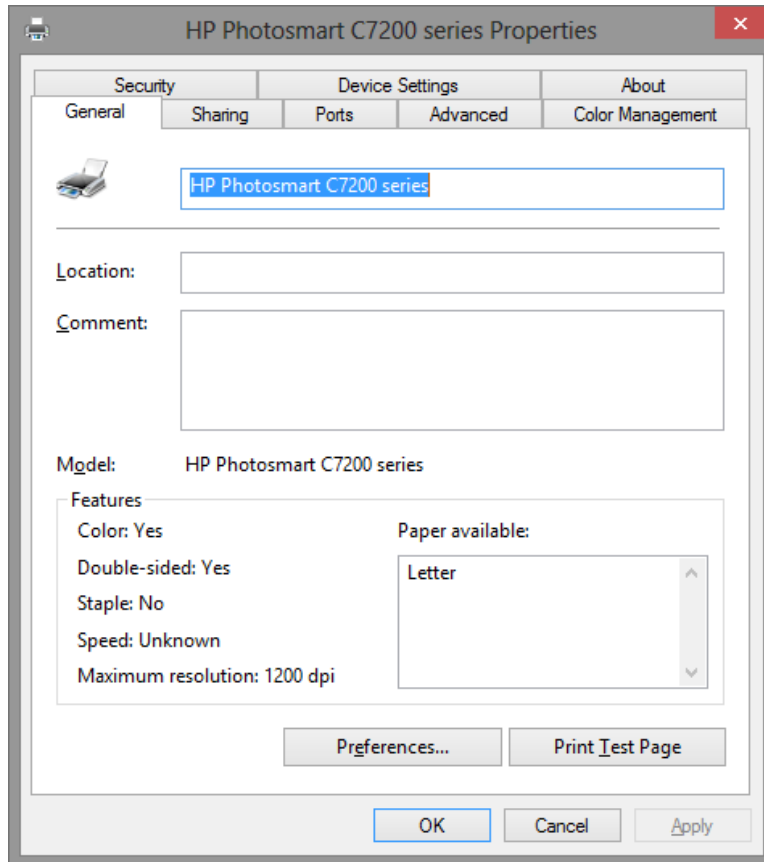 HP Photosmart C7200 series Properties
Security Device Settings About
General Sharing Ports Advanced Color Management
HP Photosmart C7200 series
Location:
Comment:
Model: HP Photosmart C7200 series
Features
Color: Yes Paper available:
Double-sided: Yes Letter
Staple: No
Speed: Unknown
Maximum resolution: 1200 dpi
Preferences... Print Test Page
OK Cancel Apply